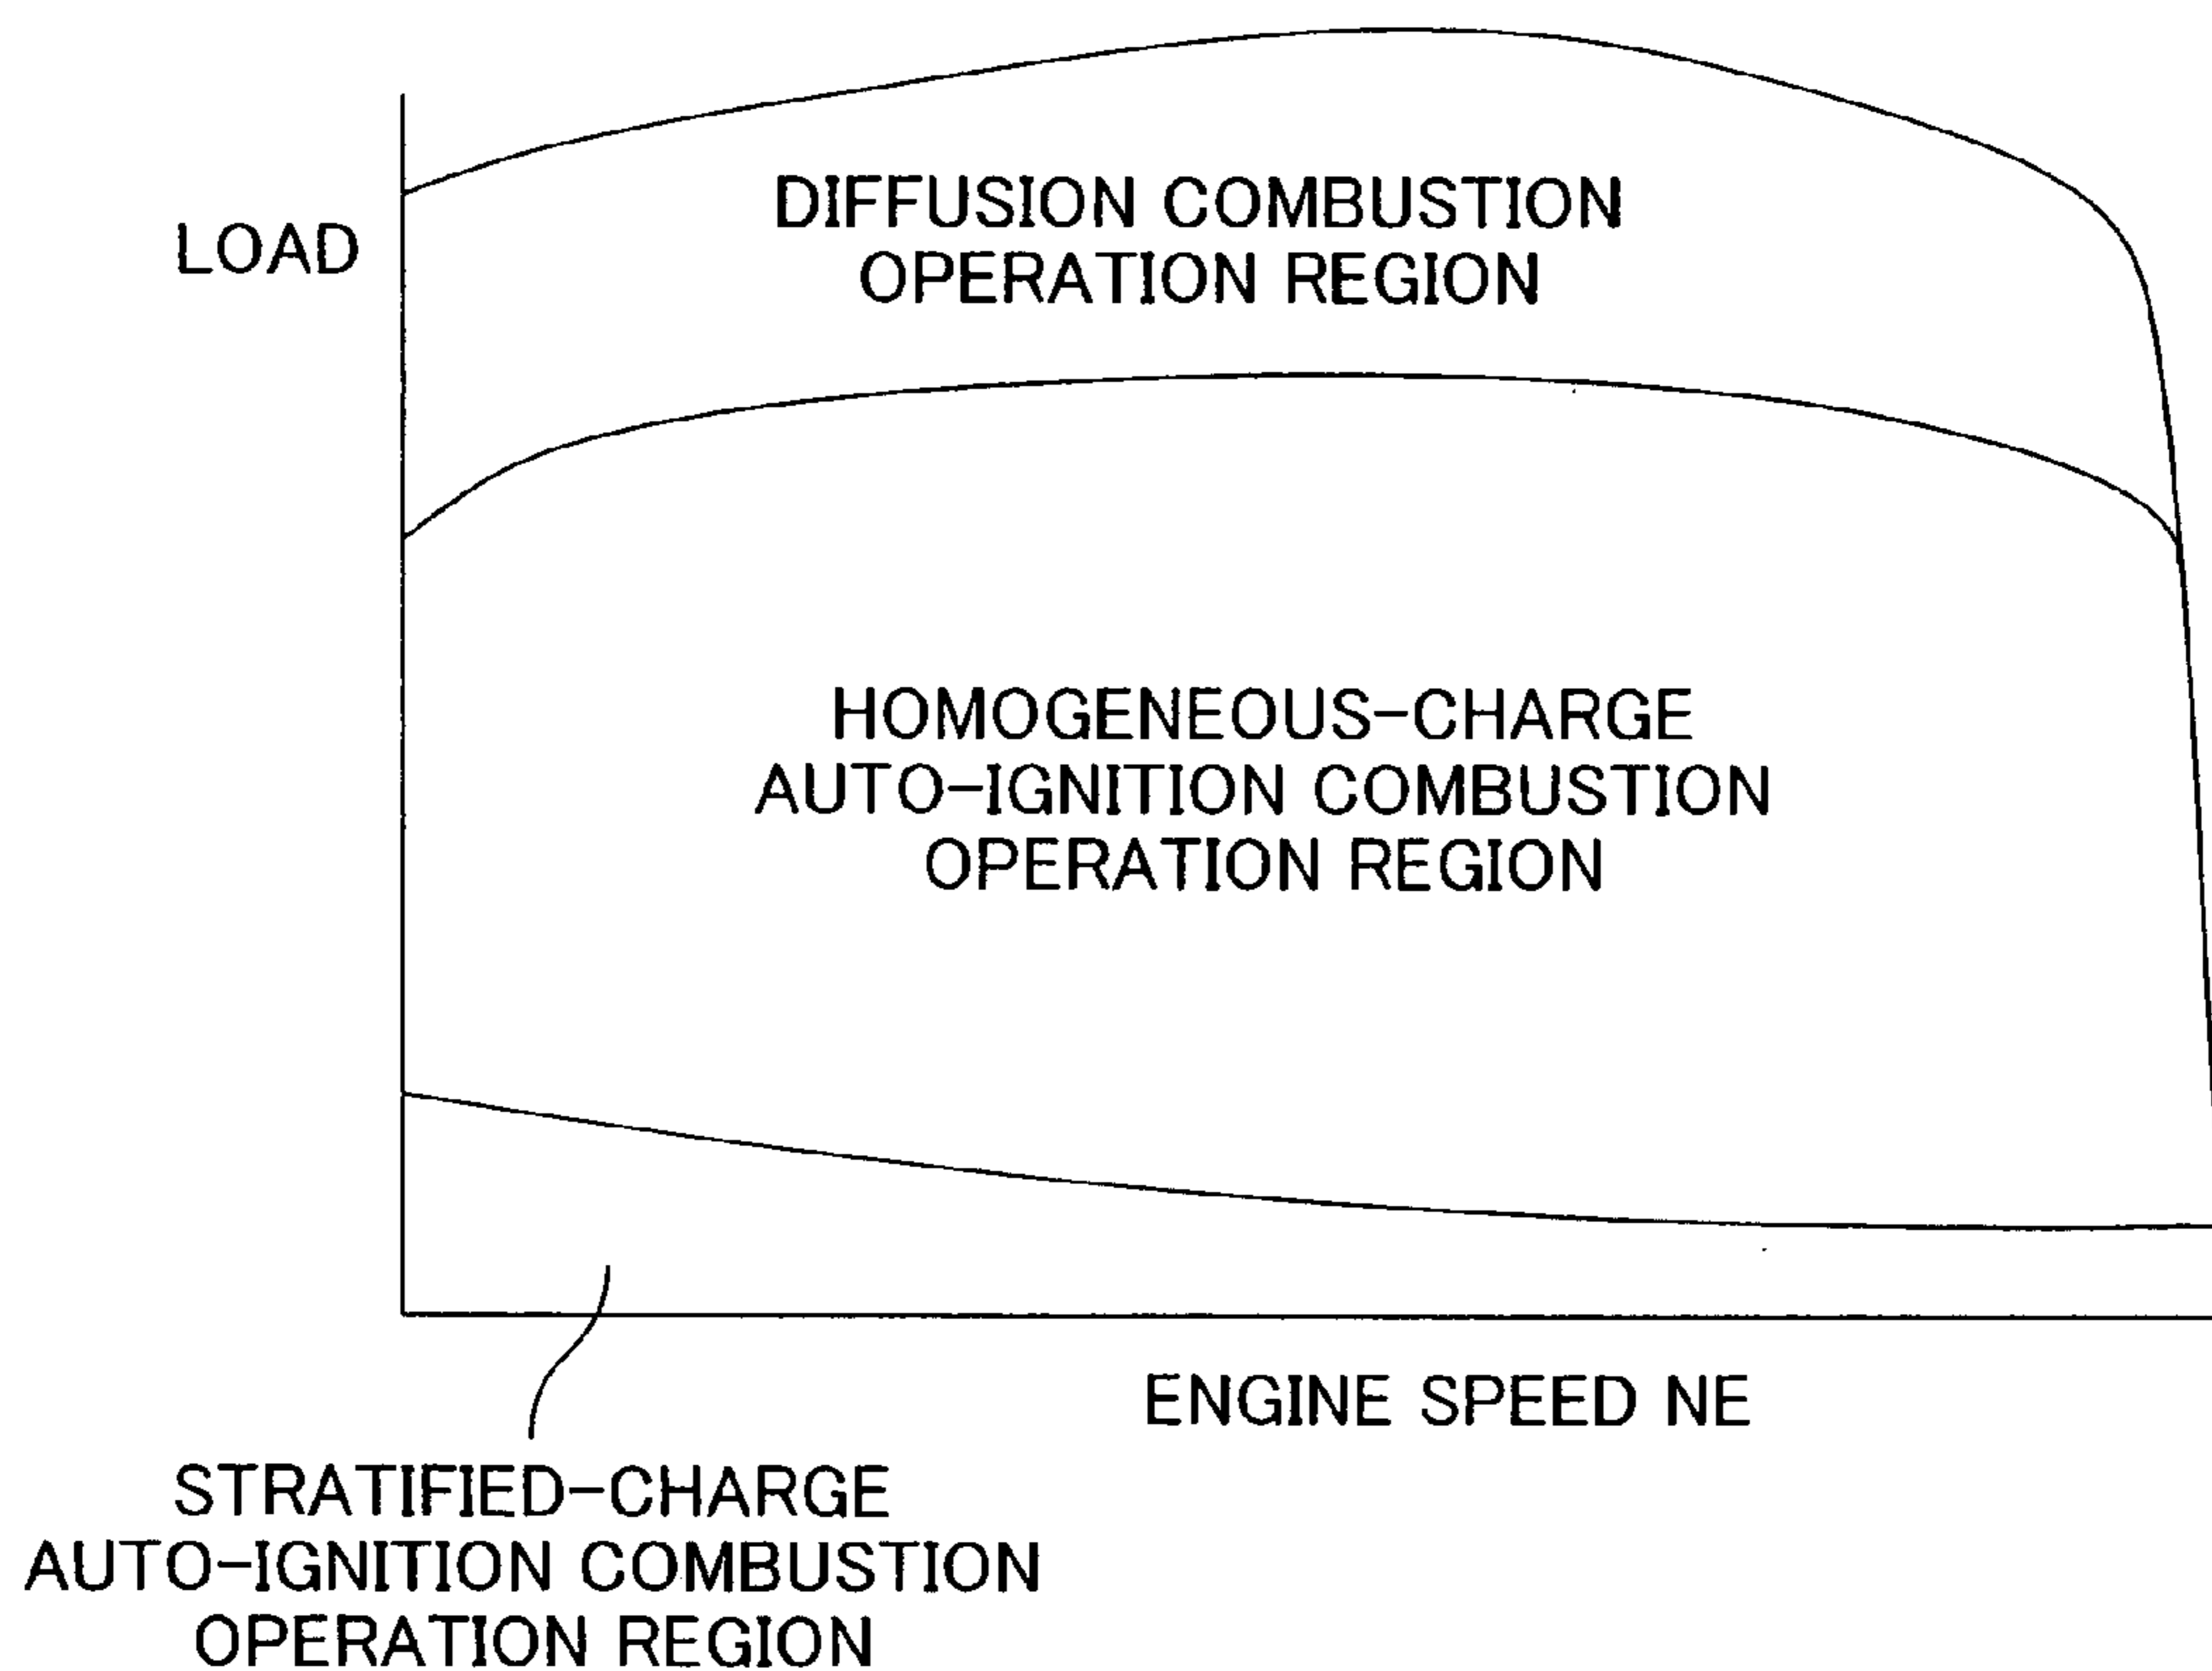 DIFFUSION COMBUSTION
OPERATION REGION
LOAD
HOMOGENEOUS-CHARGE
AUTO-IGNITION COMBUSTION
OPERATION REGION
ENGINE SPEED NE
STRATIFIED-CHARGE
AUTO-IGNITION COMBUSTION
OPERATION REGION